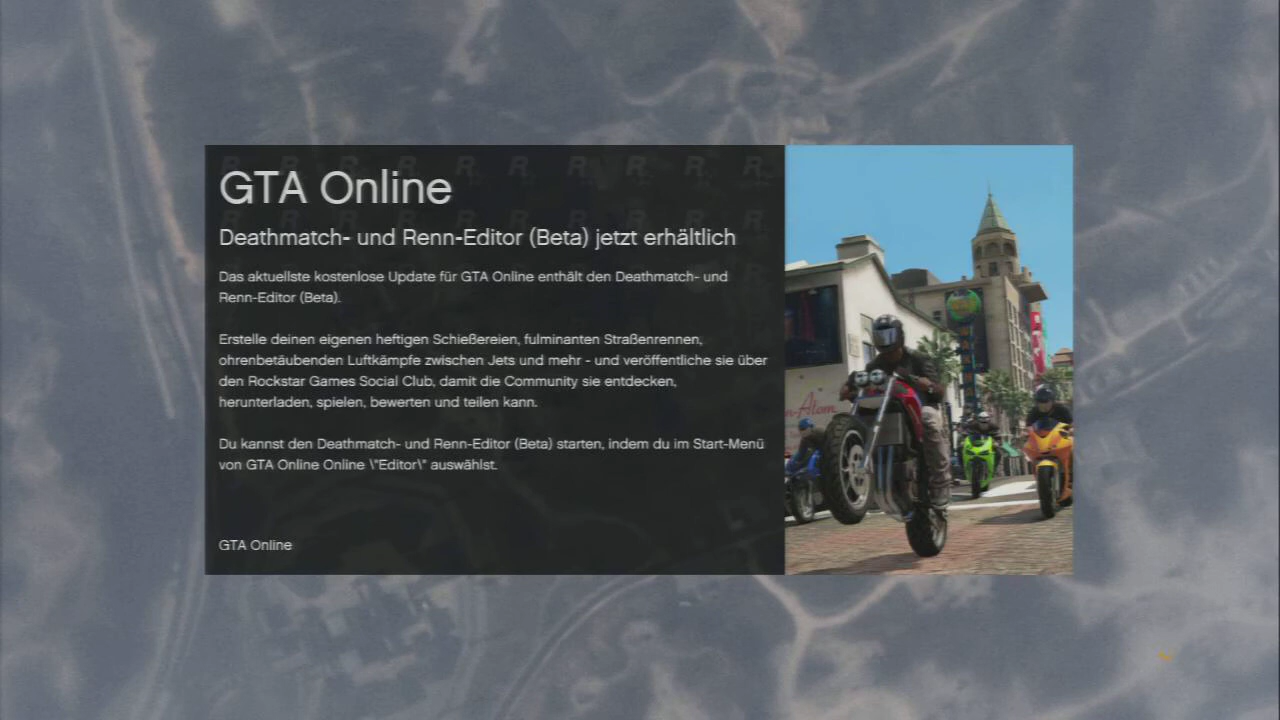 GTA Online
Deathmatch- und Renn-Editor (Beta) jetzt erhältlich
Das aktuellste kostenlose Update für GTA Online enthält den Deathmatch- und
Renn-Editor (Beta).
Erstelle deinen eigenen heftigen Schießereien, fulminanten Straßenrennen,
ohrenbetäubenden Luftkämpfe zwischen Jets und mehr - und veröffentliche sie über
den Rockstar Games Social Club, damit die Community sie entdecken,
herunterladen, spielen, bewerten und teilen kann.
Du kannst den Deathmatch- und Renn-Editor (Beta) starten, indem du im Start-Menü
von GTA Online Online \"Editor\" auswählst.
GTA Online